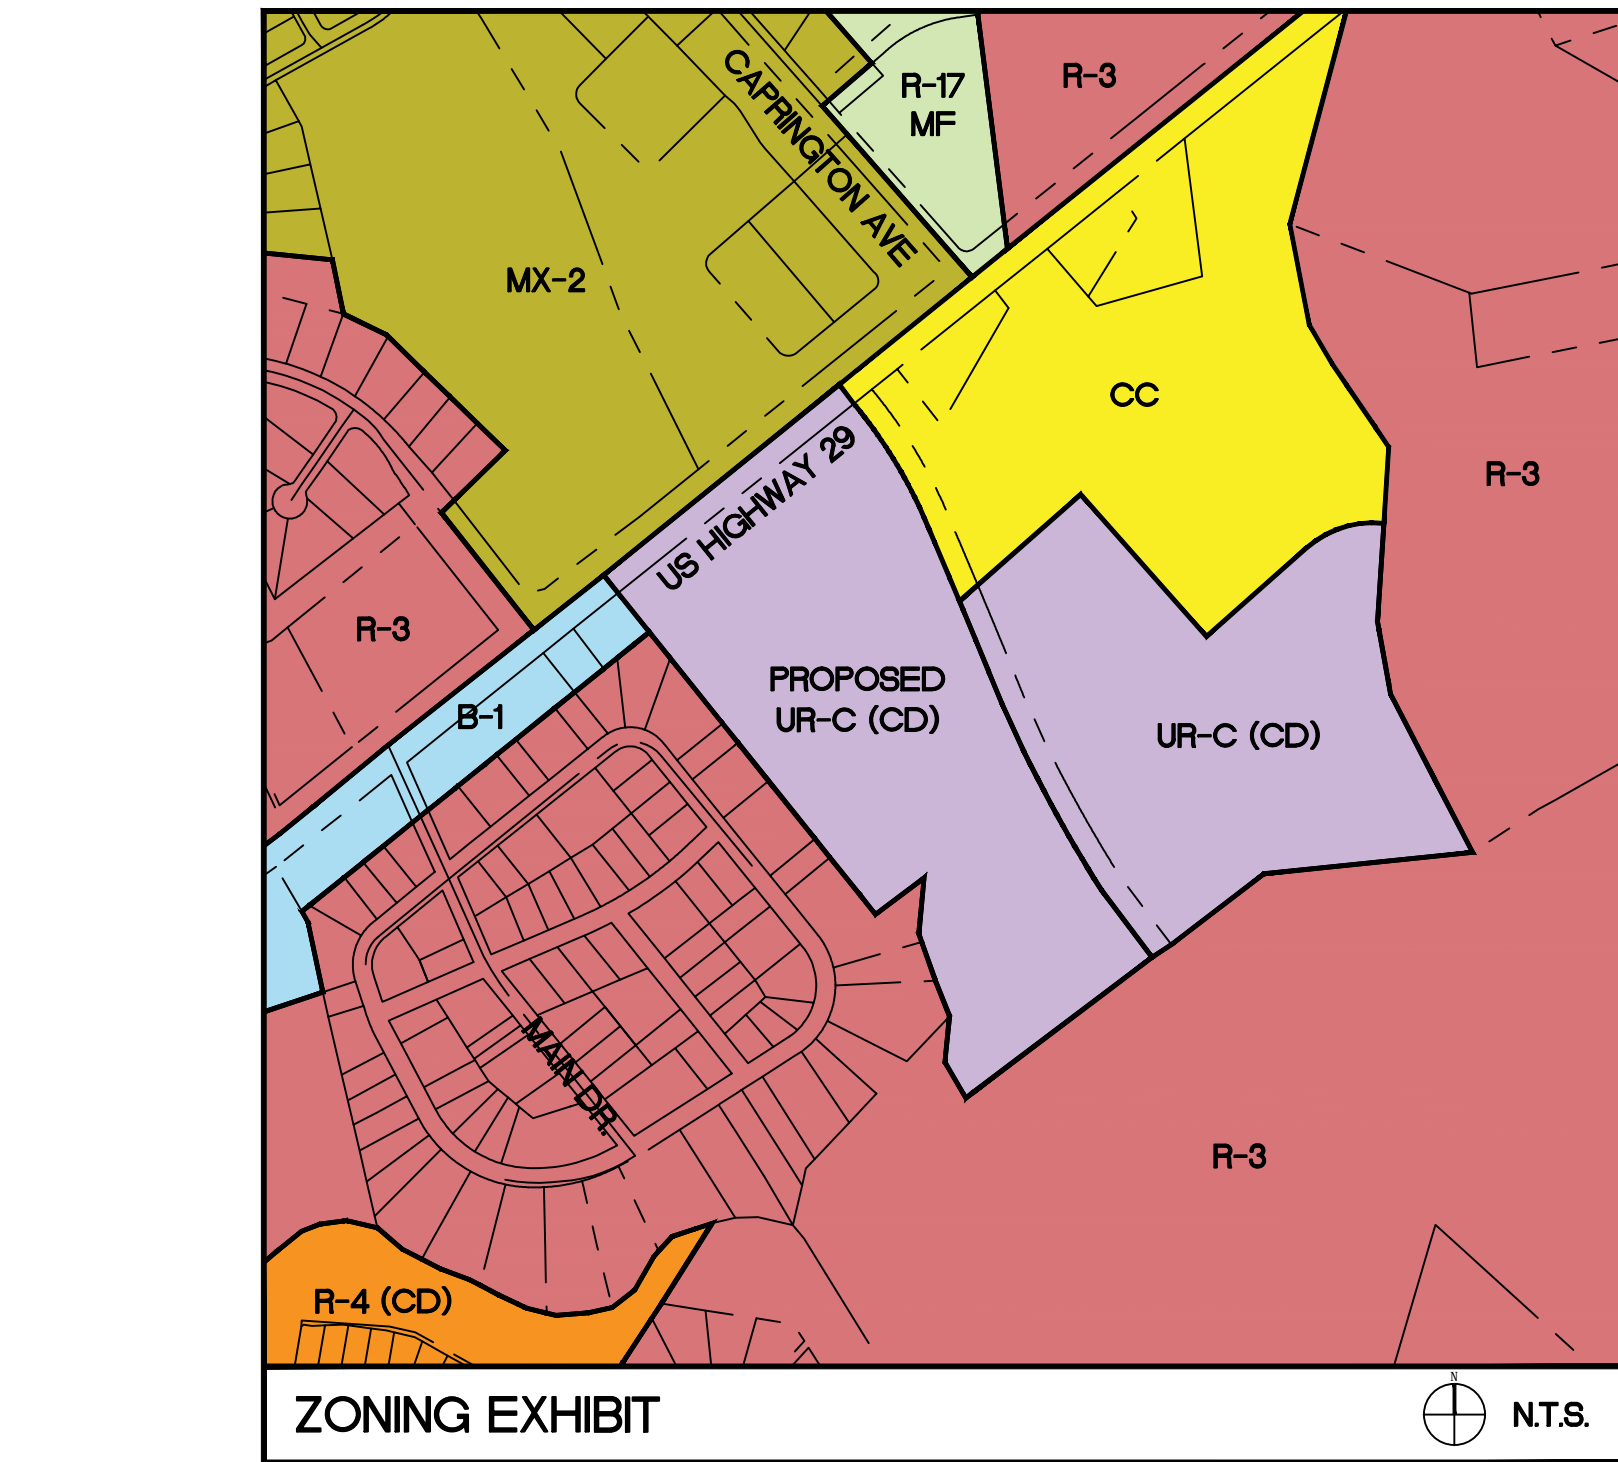 CAPRINGTON AVE
R-17
MF
R-3
MX-2
CC
US HIGHWAY 29
R-3
R-3
PROPOSED
UR-C (CD)
UR-C (CD)
B-1
MAIN DR.
R-3
R-4 (CD)
ZONING EXHIBIT
N
N.T.S.